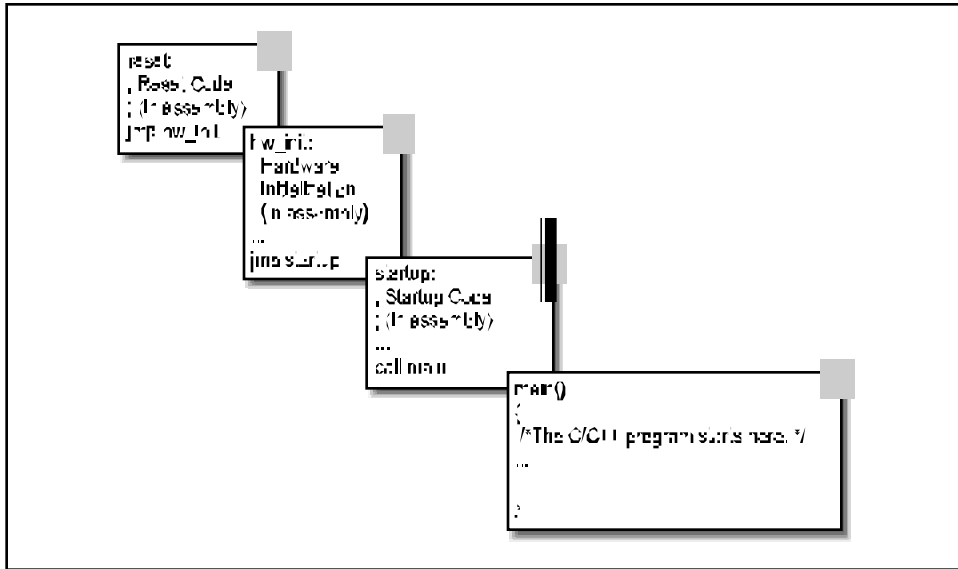 reset:
; Reset Code
; (In assembly)
jmp hw_init
hw_init:
Hardware
(in assembly)
...
jmp startup
startup:
; Startup Code
; (In assembly)
...
call main
main()
{
/*The C/C++ program starts here. */
...
}